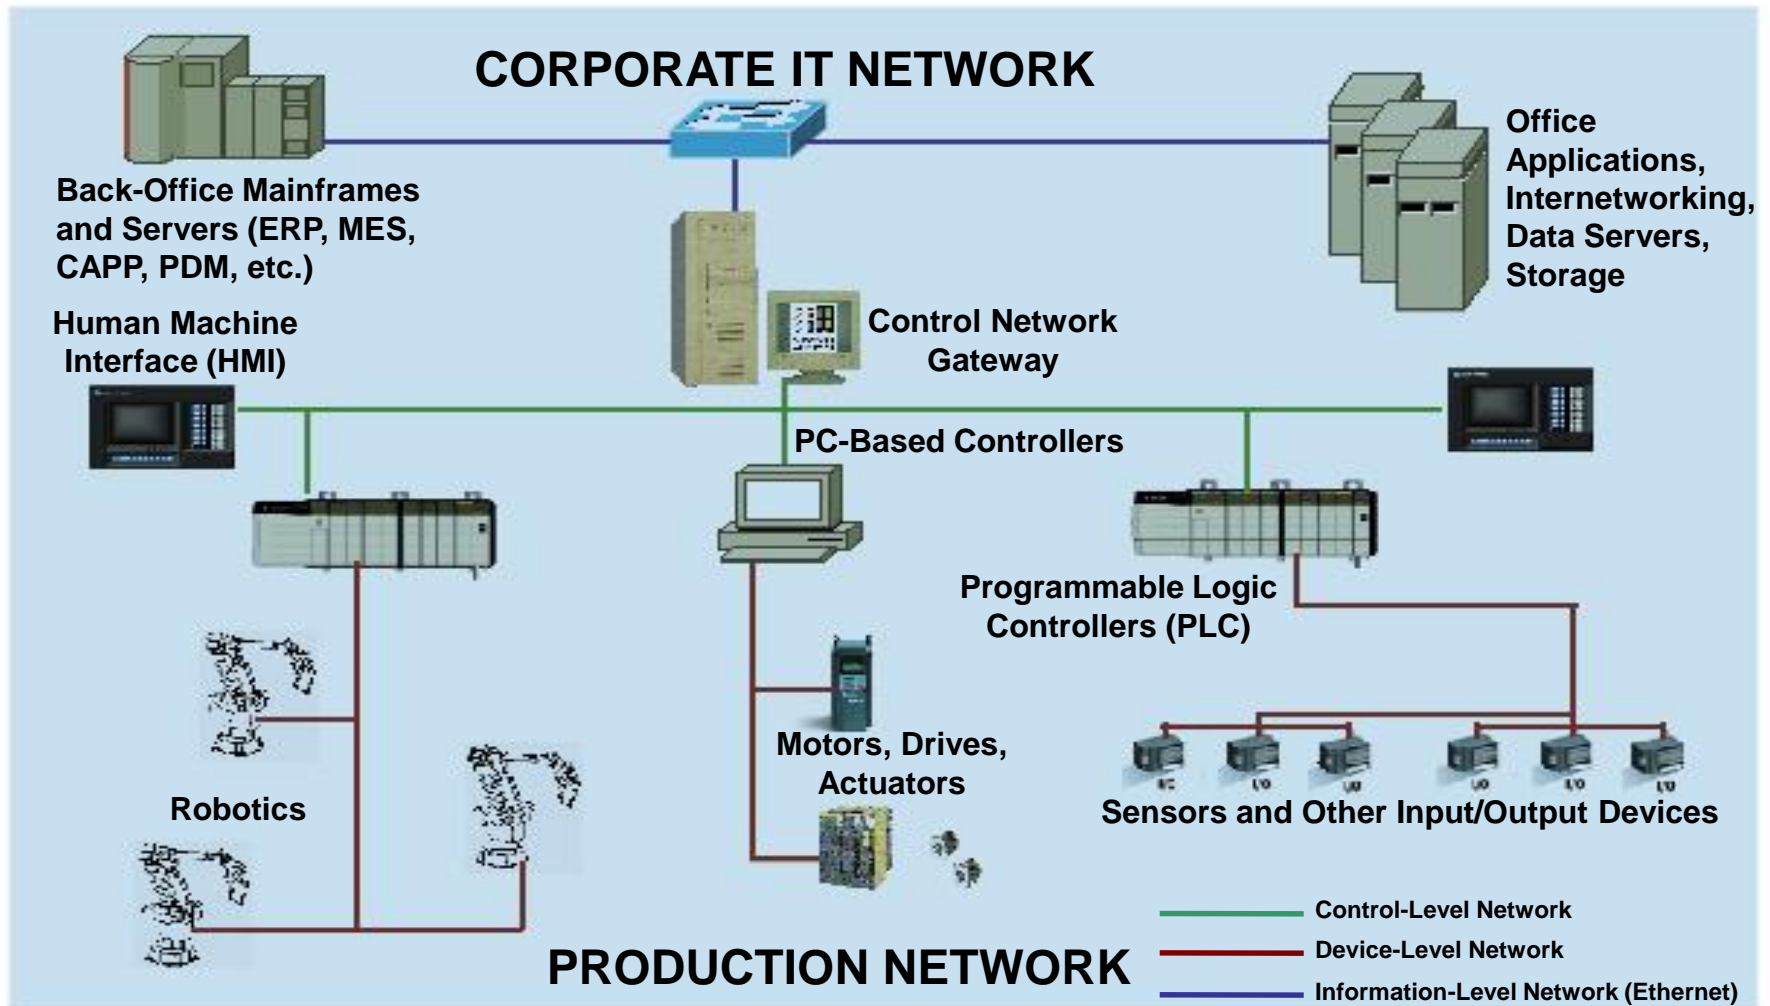 CORPORATE IT NETWORK
Back-Office Mainframes
and Servers (ERP, MES,
CAPP, PDM, etc.)
Office
Applications,
Internetworking,
Data Servers,
Storage
Human Machine
Interface (HMI)
Control Network
Gateway
PC-Based Controllers
Programmable Logic
Controllers (PLC)
Motors, Drives,
Actuators
Robotics
I/O
I/O
I/O
I/O
I/O
Sensors and Other Input/Output Devices
PRODUCTION NETWORK
Control-Level Network
Device-Level Network
Information-Level Network (Ethernet)